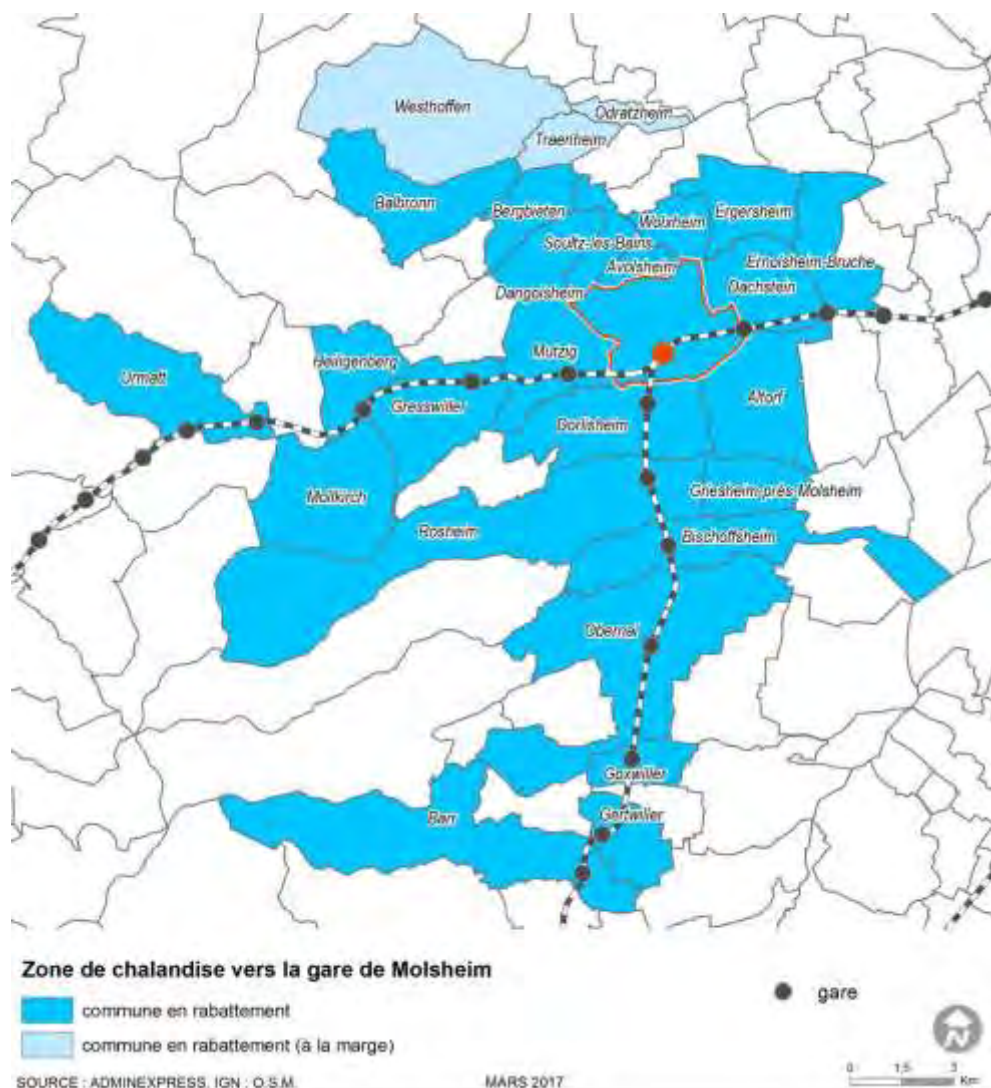 Westhoffen
Odratzheim
Traenheim
Balbronn
Bergbieten
Wolxheim
Ergersheim
Soultz-les-Bains
Avolsheim
Ernolsheim-Bruche
Dachstein
Dangolsheim
Mutzig
Heiligenberg
Urmatt
Gresswiller
Dorlisheim
Altorf
Mollkirch
Griesheim-près-Molsheim
Rosheim
Bischoffsheim
Obernai
Goxwiller
Barr
Gertwiller
Zone de chalandise vers la gare de Molsheim
commune en rabattement
gare
commune en rabattement (à la marge)
N
0 1,5 3
Km
SOURCE : ADMINEXPRESS, IGN ; O.S.M. MARS 2017